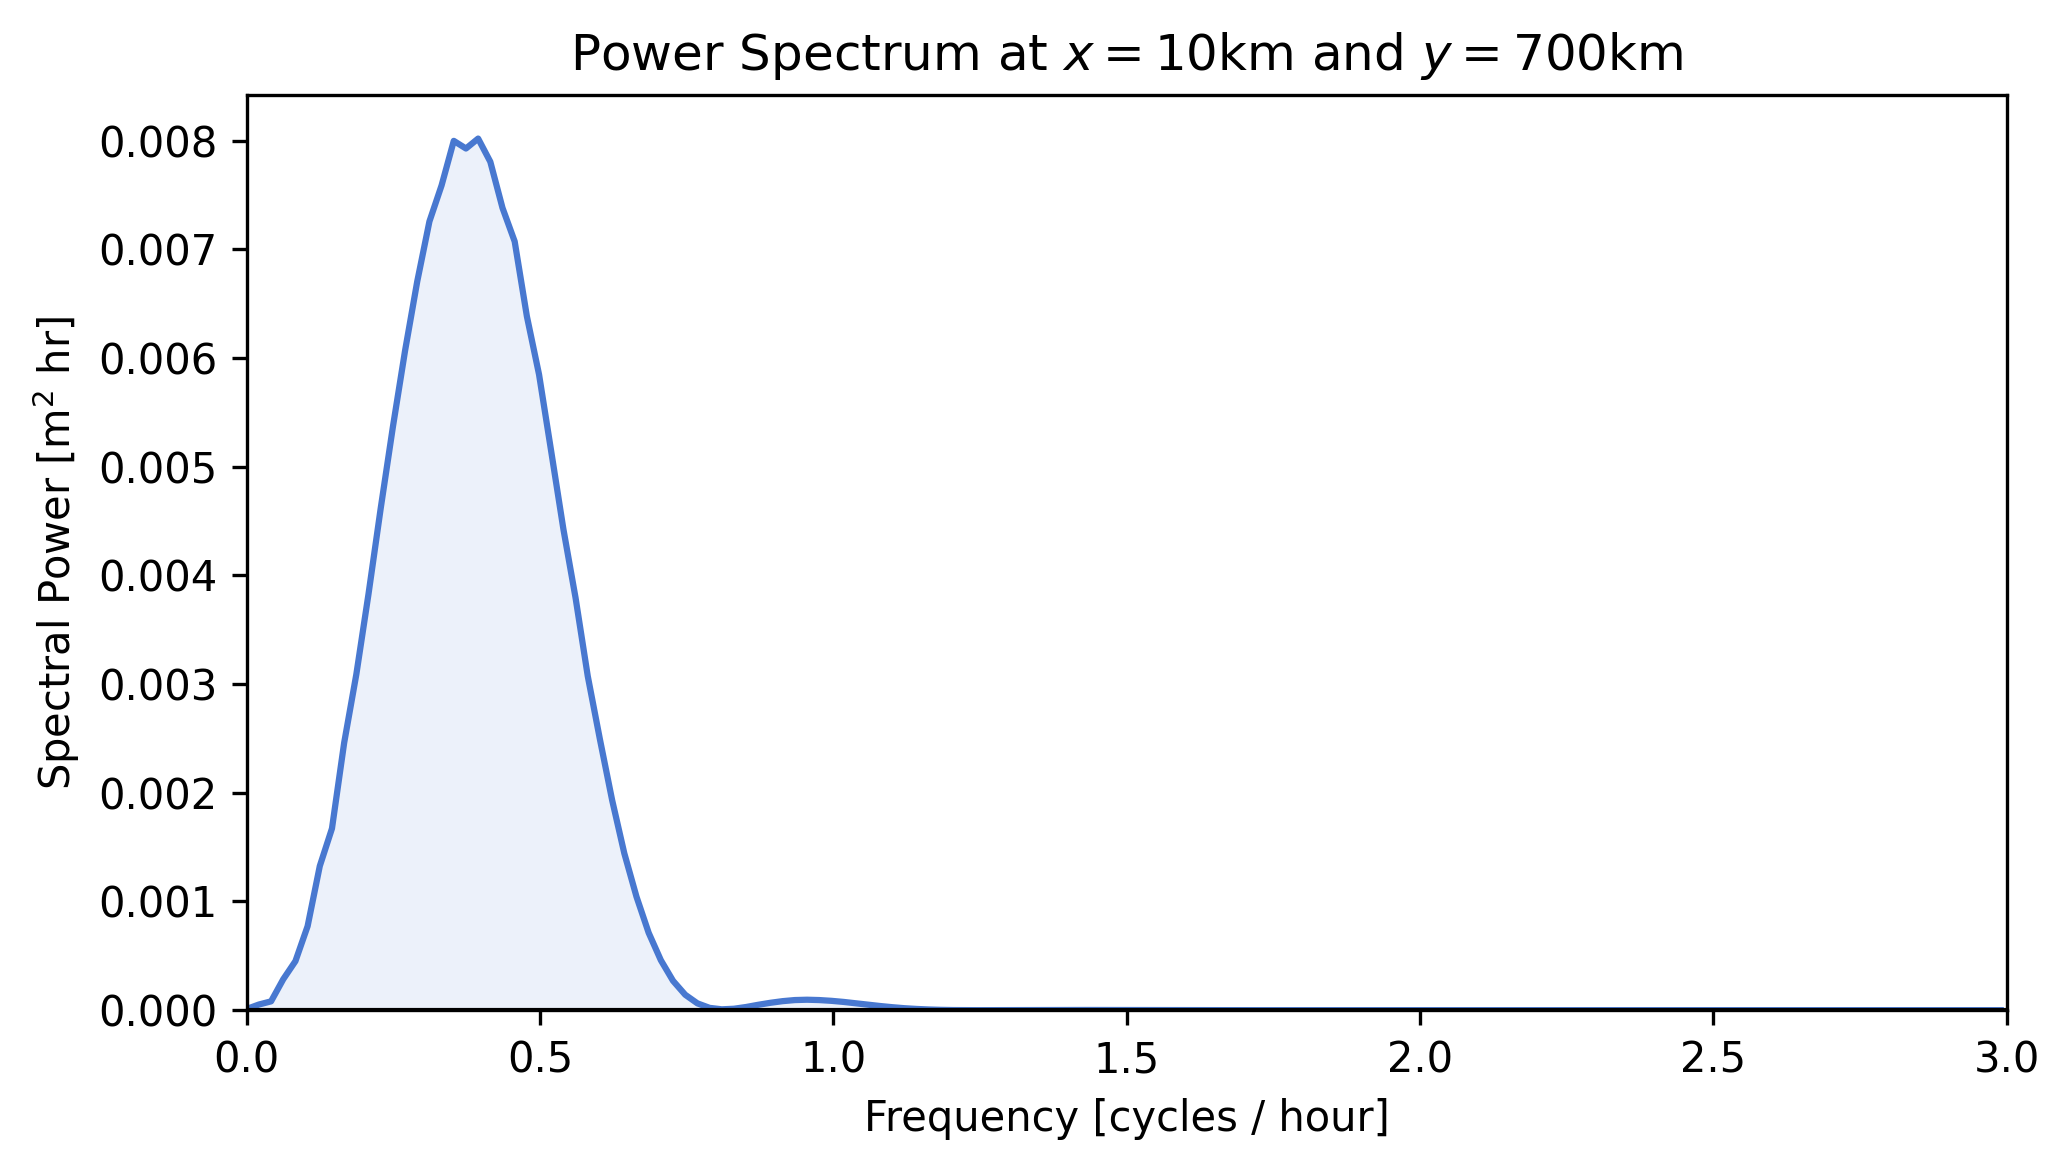 Power Spectrum at x = 10km and y = 700km
Spectral Power [m² hr]
0.008
0.007
0.006
0.005
0.004
0.003
0.002
0.001
0.000
0.0 0.5 1.0 1.5 2.0 2.5 3.0
Frequency [cycles / hour]